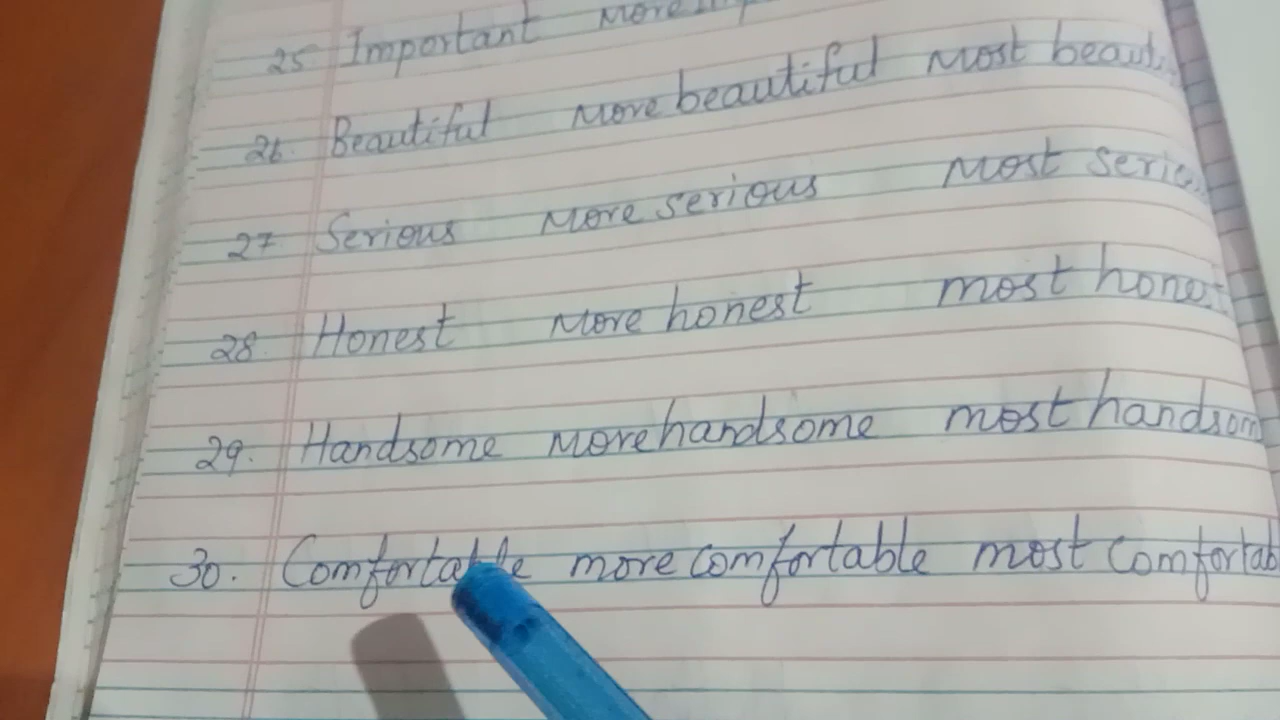 25 Important more
26. Beautiful more beautiful most
27 Serious more serious most
28. Honest more honest most
29. Handsome more handsome most
30. Comfortable more comfortable most